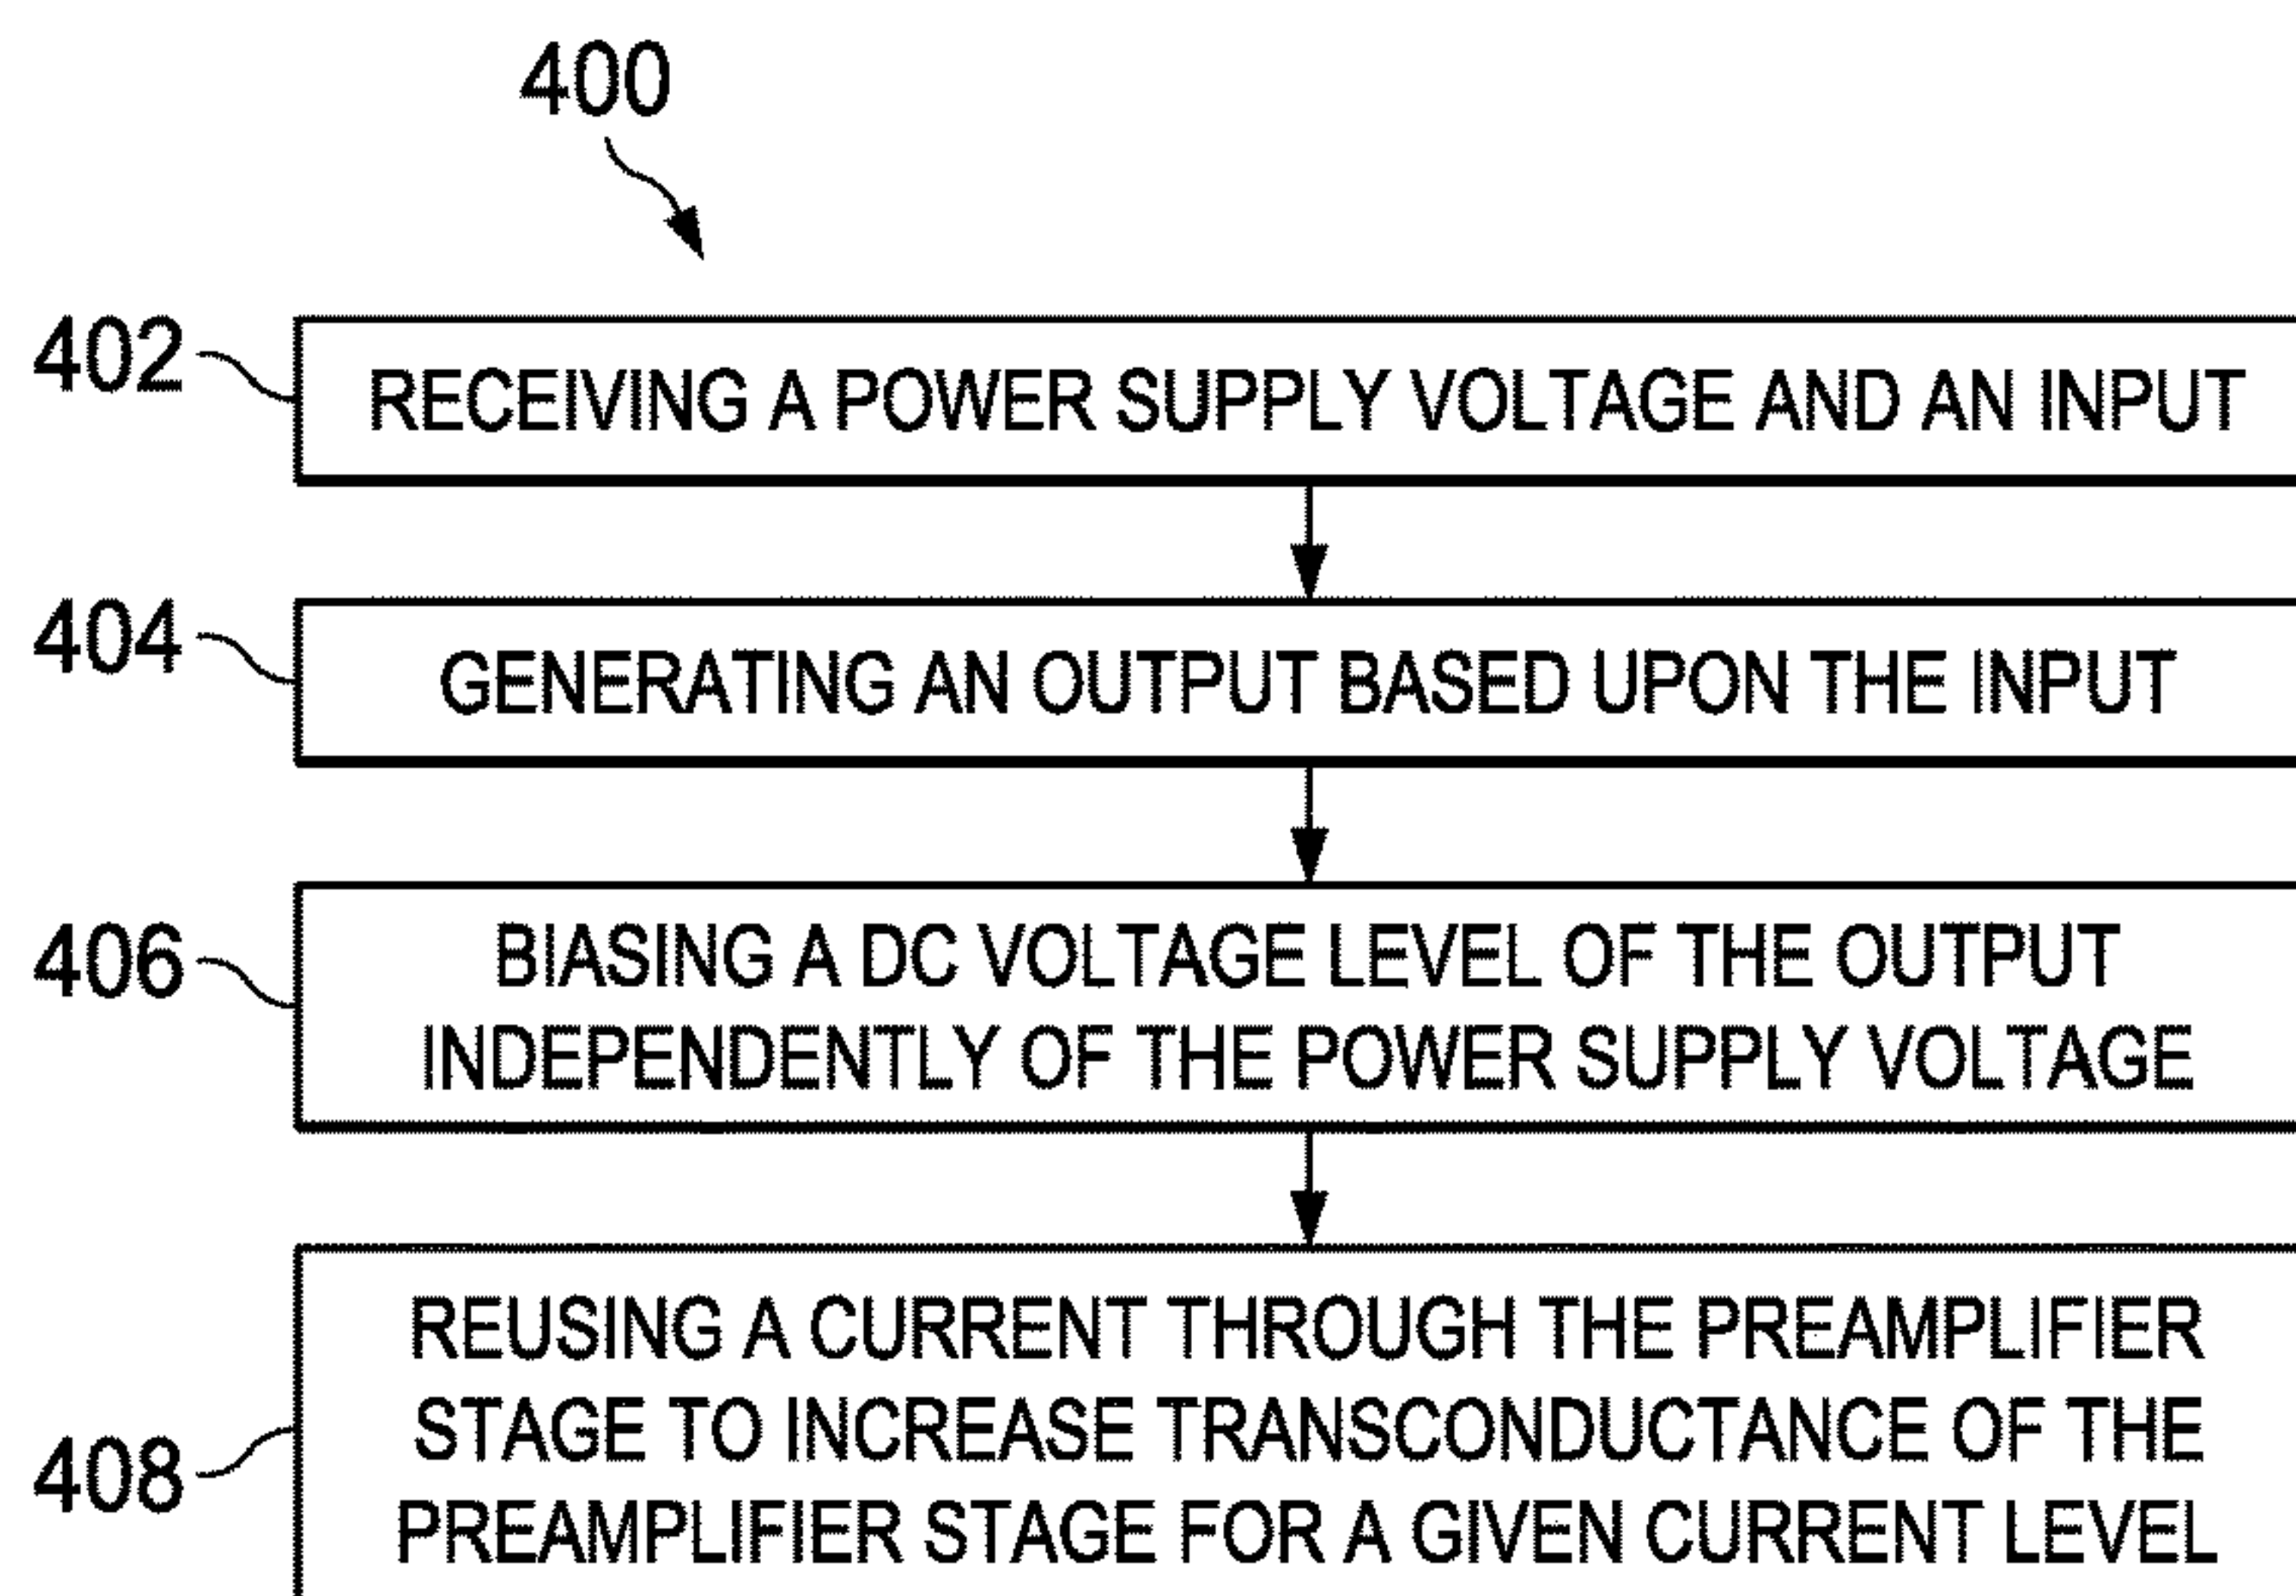 400
402
RECEIVING A POWER SUPPLY VOLTAGE AND AN INPUT
404
GENERATING AN OUTPUT BASED UPON THE INPUT
406
BIASING A DC VOLTAGE LEVEL OF THE OUTPUT
INDEPENDENTLY OF THE POWER SUPPLY VOLTAGE
408
REUSING A CURRENT THROUGH THE PREAMPLIFIER
STAGE TO INCREASE TRANSCONDUCTANCE OF THE
PREAMPLIFIER STAGE FOR A GIVEN CURRENT LEVEL